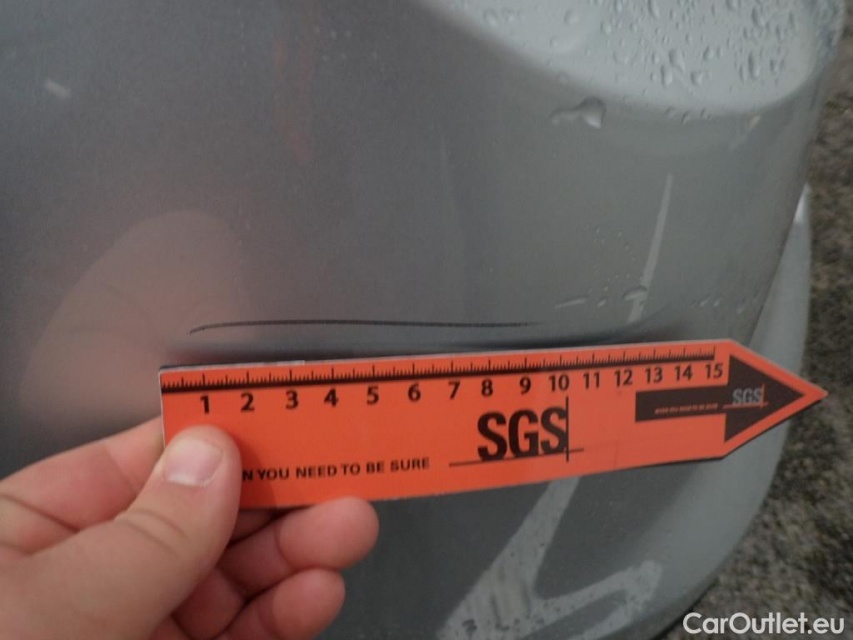 1 2 3 4 5 6 7 8 9 10 11 12 13 14 15
SGS
SGS
N YOU NEED TO BE SURE
CarOutlet.eu